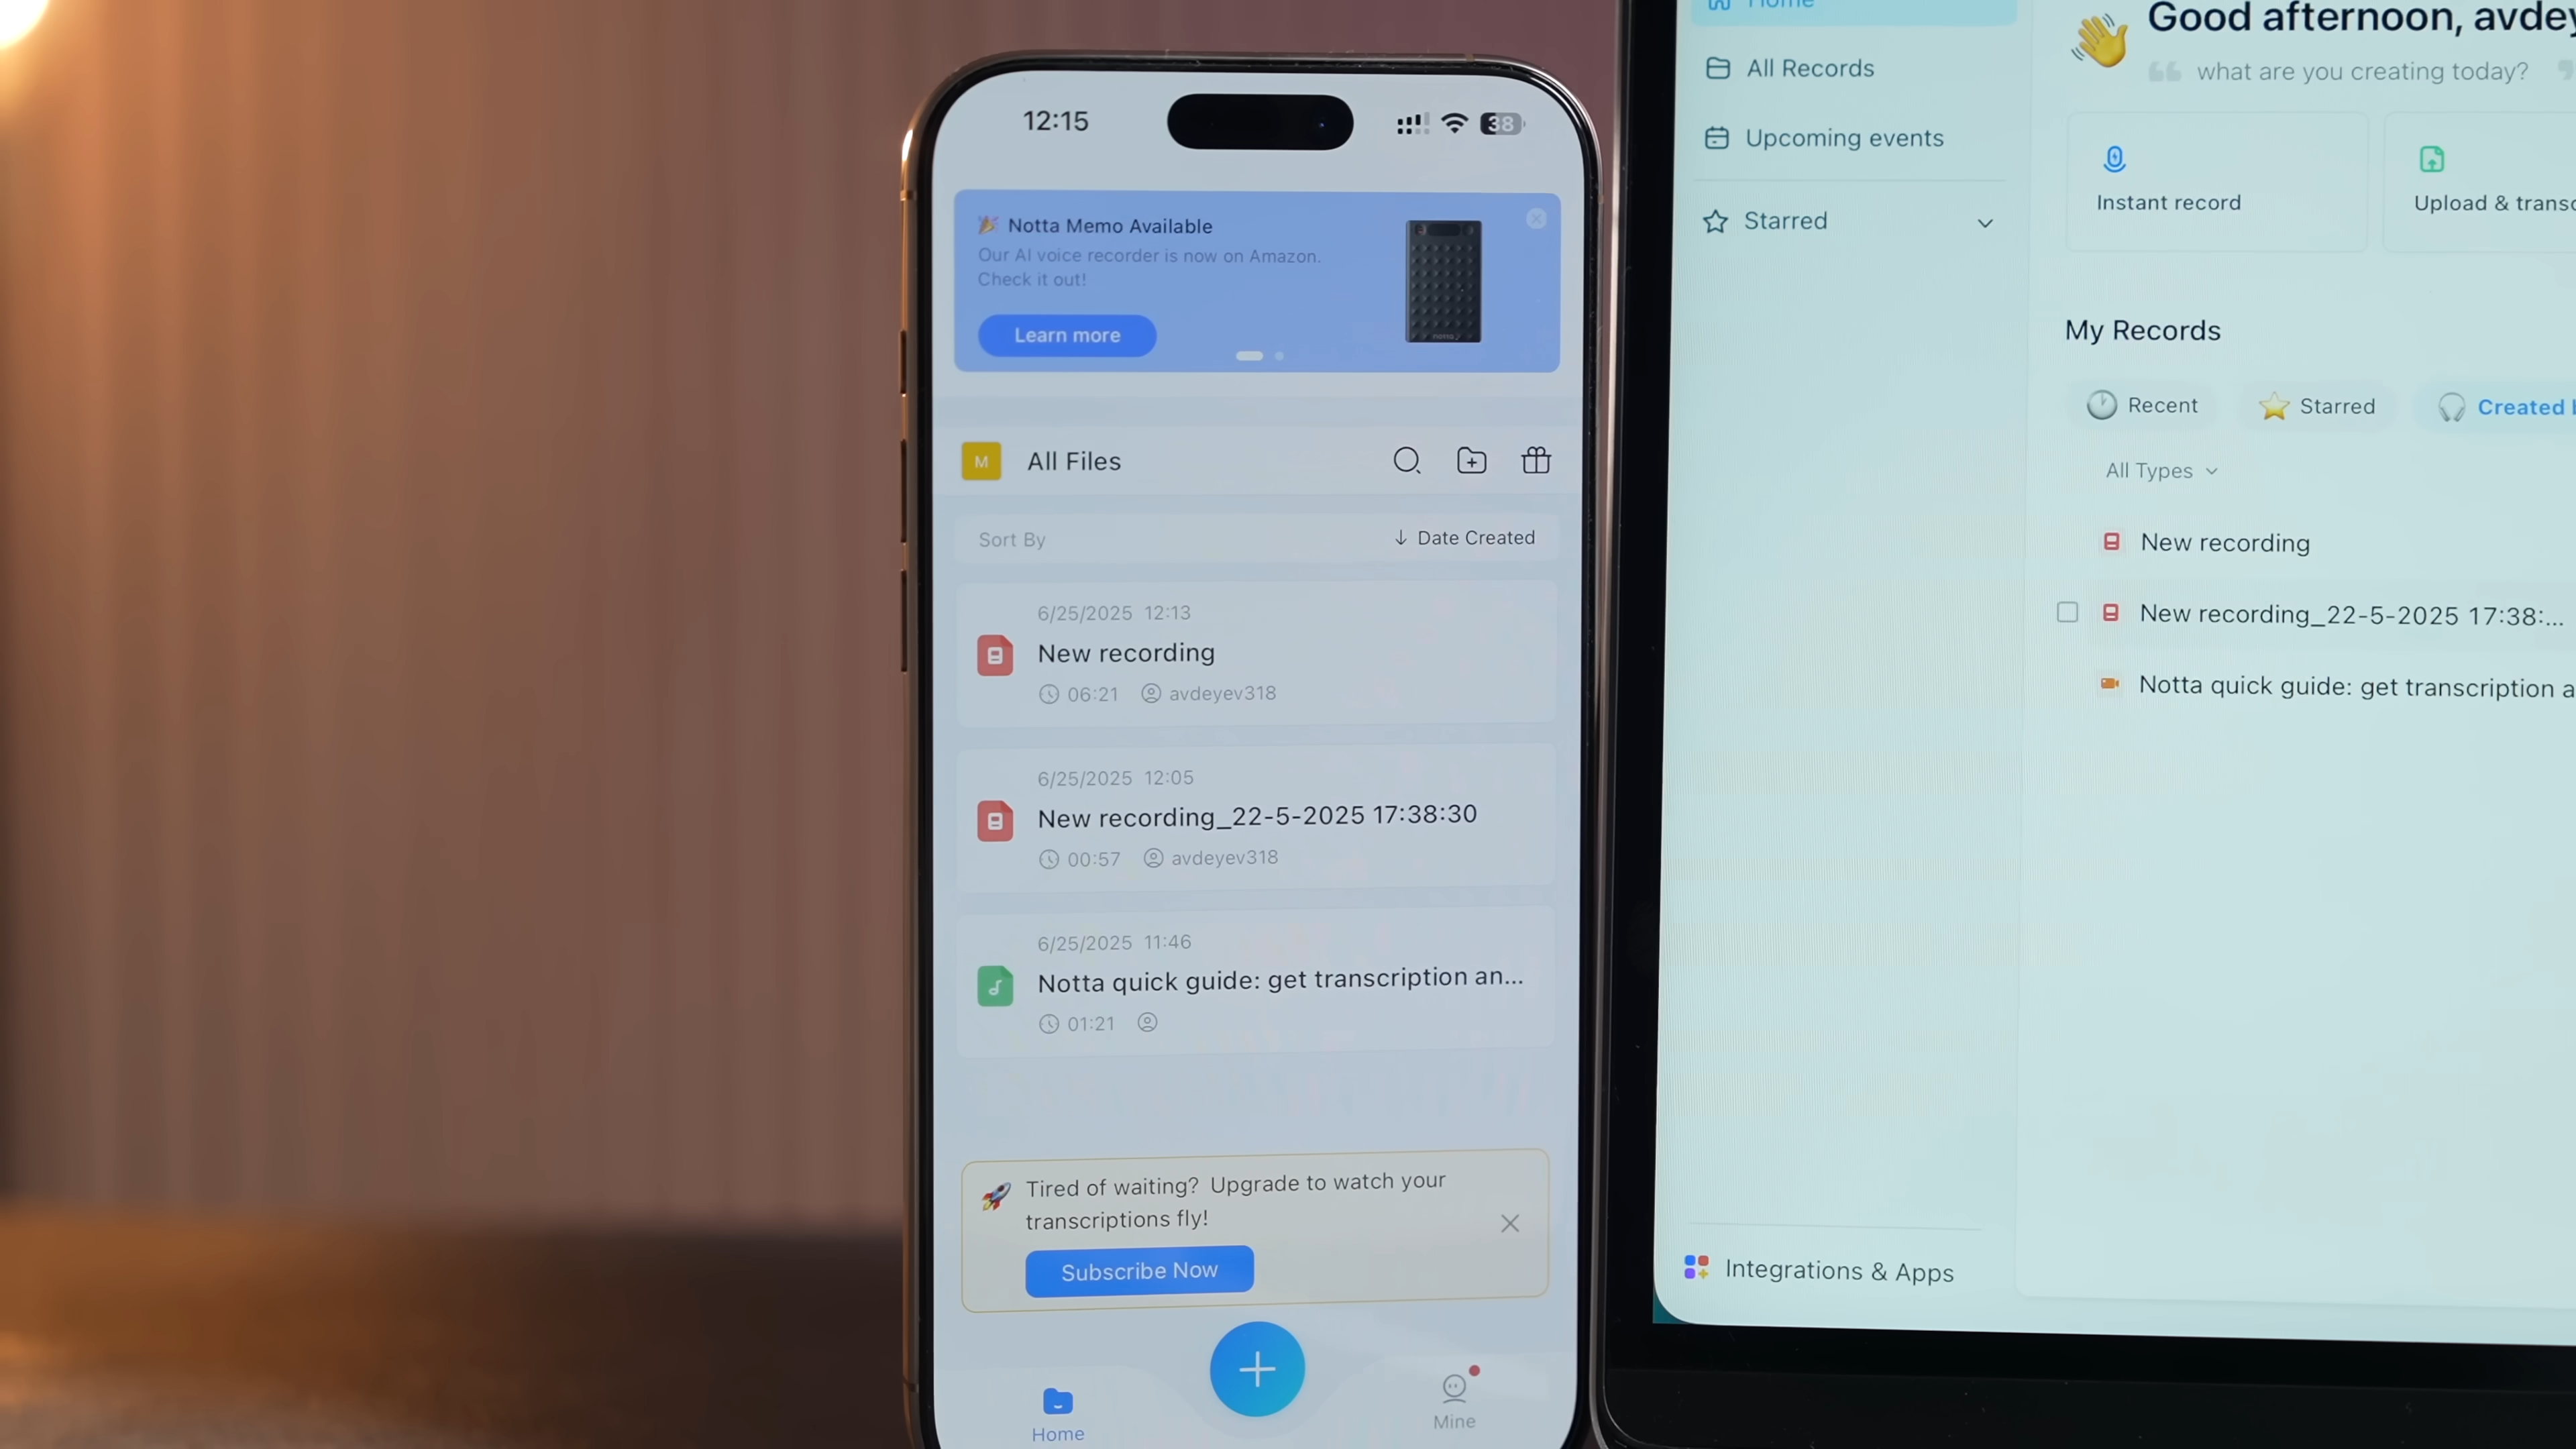 12:15
38
Notta Memo Available
Our AI voice recorder is now on Amazon.
Check it out!
Learn more
notta
M
All Files
Sort By
↓ Date Created
6/25/2025 12:13
New recording
06:21 avdeyev318
6/25/2025 12:05
New recording_22-5-2025 17:38:30
00:57 avdeyev318
6/25/2025 11:46
Notta quick guide: get transcription an...
01:21
Tired of waiting? Upgrade to watch your
transcriptions fly!
Subscribe Now
Home
Mine
Home
All Records
Upcoming events
Starred
Integrations & Apps
Good afternoon, avdey
what are you creating today?
Instant record
Upload & transc
My Records
Recent
Starred
Created
All Types
New recording
New recording_22-5-2025 17:38:...
Notta quick guide: get transcription a